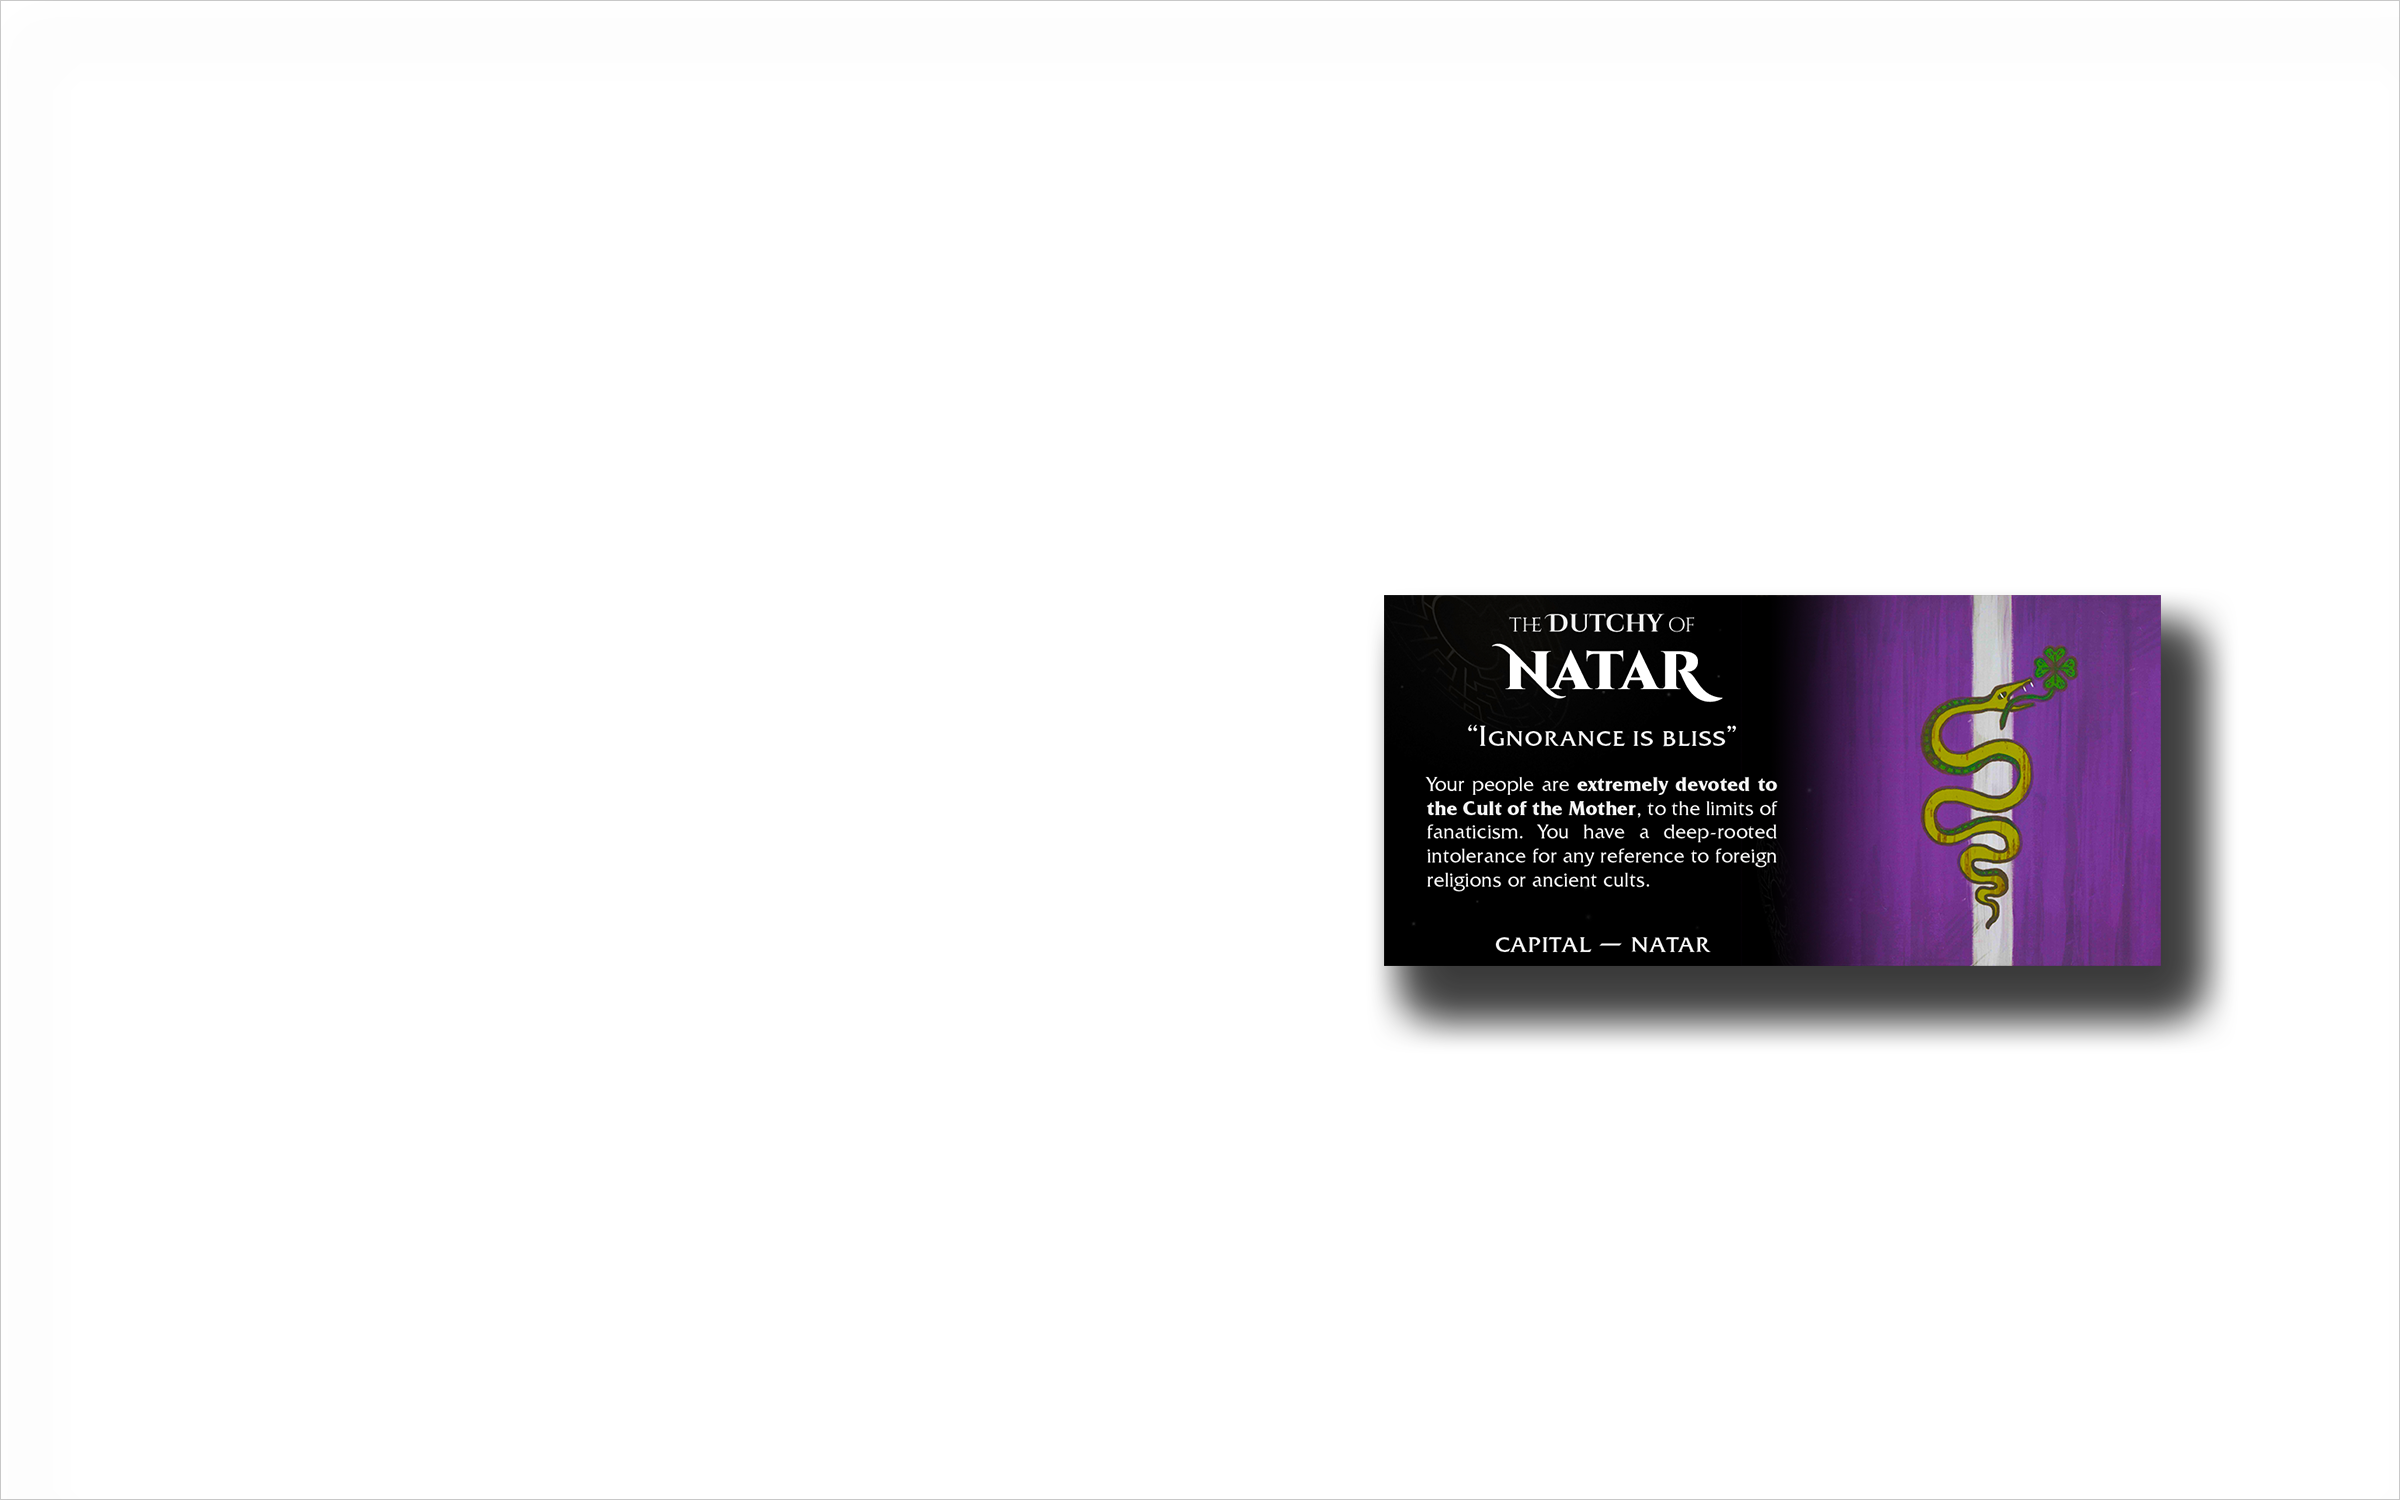 THE DUTCHY OF
NATAR
“IGNORANCE IS BLISS”
Your people are extremely devoted to
the Cult of the Mother, to the limits of
fanaticism. You have a deep-rooted
intolerance for any reference to foreign
religions or ancient cults.
CAPITAL — NATAR